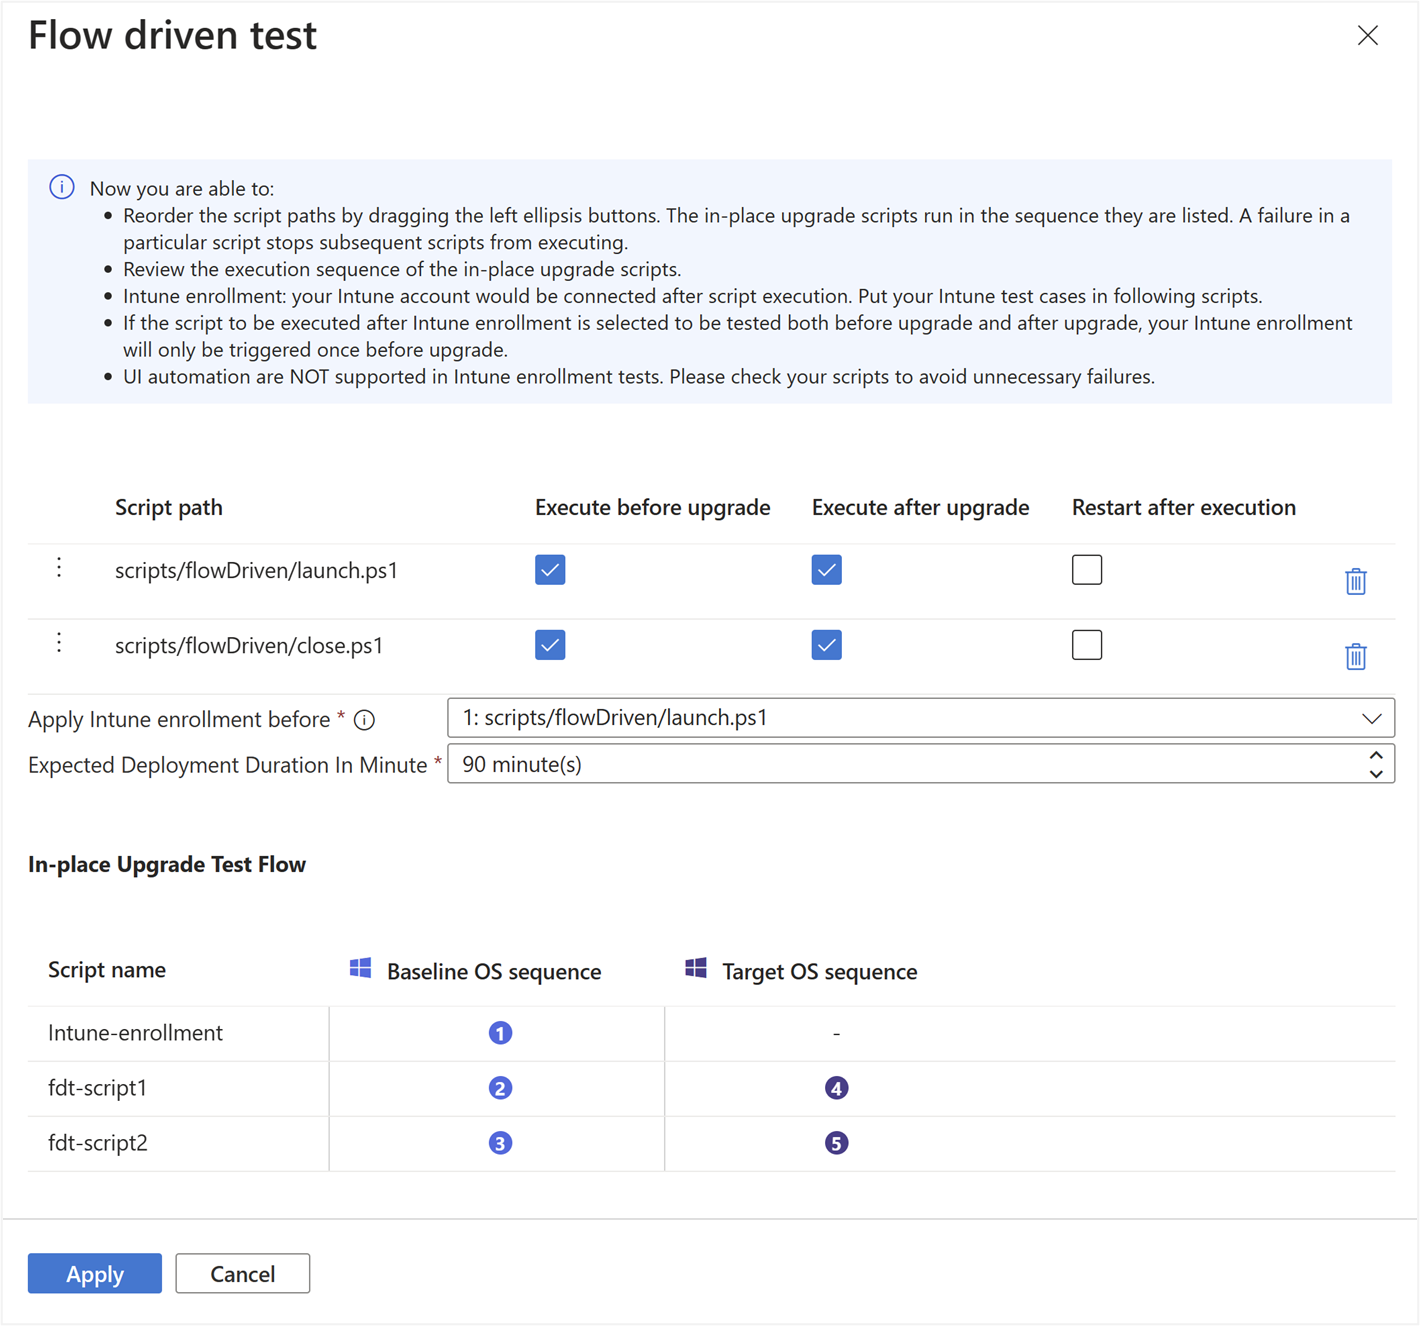 Flow driven test
Now you are able to:
Reorder the script paths by dragging the left ellipsis buttons. The in-place upgrade scripts run in the sequence they are listed. A failure in a
particular script stops subsequent scripts from executing.
Review the execution sequence of the in-place upgrade scripts.
Intune enrollment: your Intune account would be connected after script execution. Put your Intune test cases in following scripts.
If the script to be executed after Intune enrollment is selected to be tested both before upgrade and after upgrade, your Intune enrollment
will only be triggered once before upgrade.
UI automation are NOT supported in Intune enrollment tests. Please check your scripts to avoid unnecessary failures.
Script path Execute before upgrade Execute after upgrade Restart after execution
scripts/flowDriven/launch.ps1
scripts/flowDriven/close.ps1
Apply Intune enrollment before * 1: scripts/flowDriven/launch.ps1
Expected Deployment Duration In Minute * 90 minute(s)
In-place Upgrade Test Flow
Script name Baseline OS sequence Target OS sequence
Intune-enrollment 1 -
fdt-script1 2 4
fdt-script2 3 5
Apply Cancel